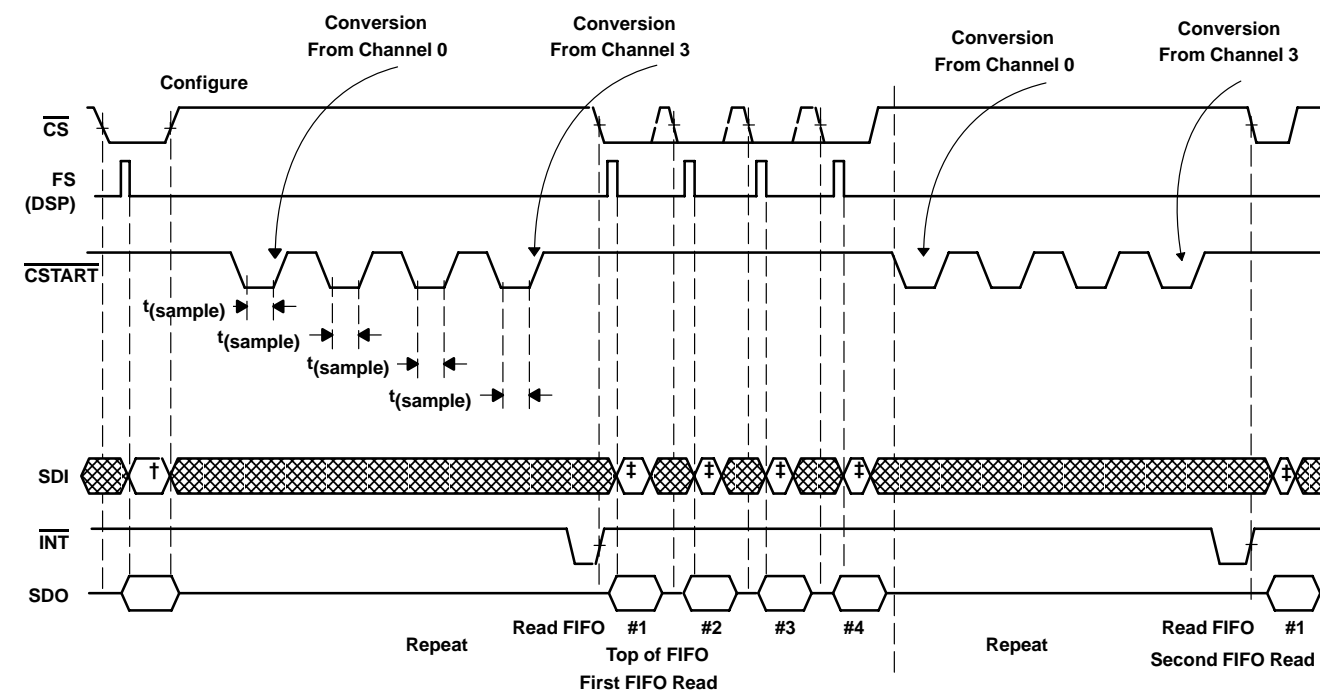 Conversion
From Channel 0
Conversion
From Channel 3
Conversion
From Channel 0
Conversion
From Channel 3
Configure
CS
FS
(DSP)
CSTART
t(sample)
t(sample)
t(sample)
t(sample)
SDI
†
‡
‡
‡
‡
‡
INT
SDO
Repeat
Read FIFO
#1
#2
#3
#4
Top of FIFO
First FIFO Read
Repeat
Read FIFO
#1
Second FIFO Read